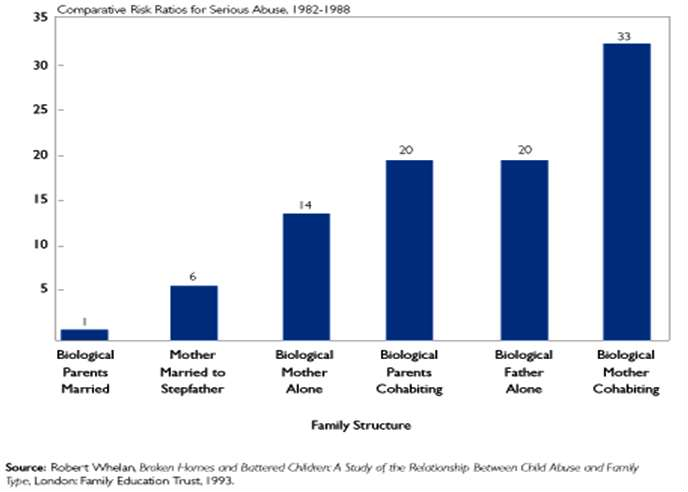 Comparative Risk Ratios for Serious Abuse, 1982-1988
35
30
25
20
15
10
5
1
6
14
20
20
33
Biological
Parents
Married
Mother
Married to
Stepfather
Biological
Mother
Alone
Biological
Parents
Cohabiting
Biological
Father
Alone
Biological
Mother
Cohabiting
Family Structure
Source: Robert Whelan, Broken Homes and Battered Children: A Study of the Relationship Between Child Abuse and Family
Type, London: Family Education Trust, 1993.